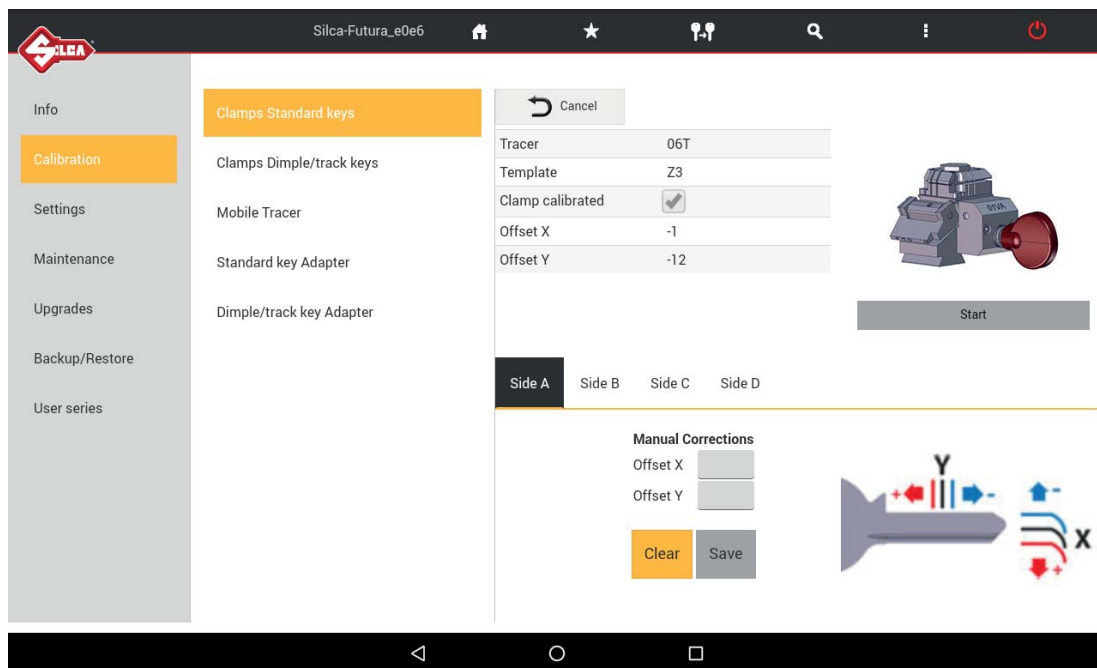 Silca-Futura_e0e6
SILCA
Info
Calibration
Settings
Maintenance
Upgrades
Backup/Restore
User series
Clamps Standard keys
Clamps Dimple/track keys
Mobile Tracer
Standard key Adapter
Dimple/track key Adapter
Cancel
Tracer 06T
Template Z3
Clamp calibrated
Offset X -1
Offset Y -12
01VA
Start
Side A Side B Side C Side D
Manual Corrections
Offset X
Offset Y
Clear Save
Y
+ -
-
X
+